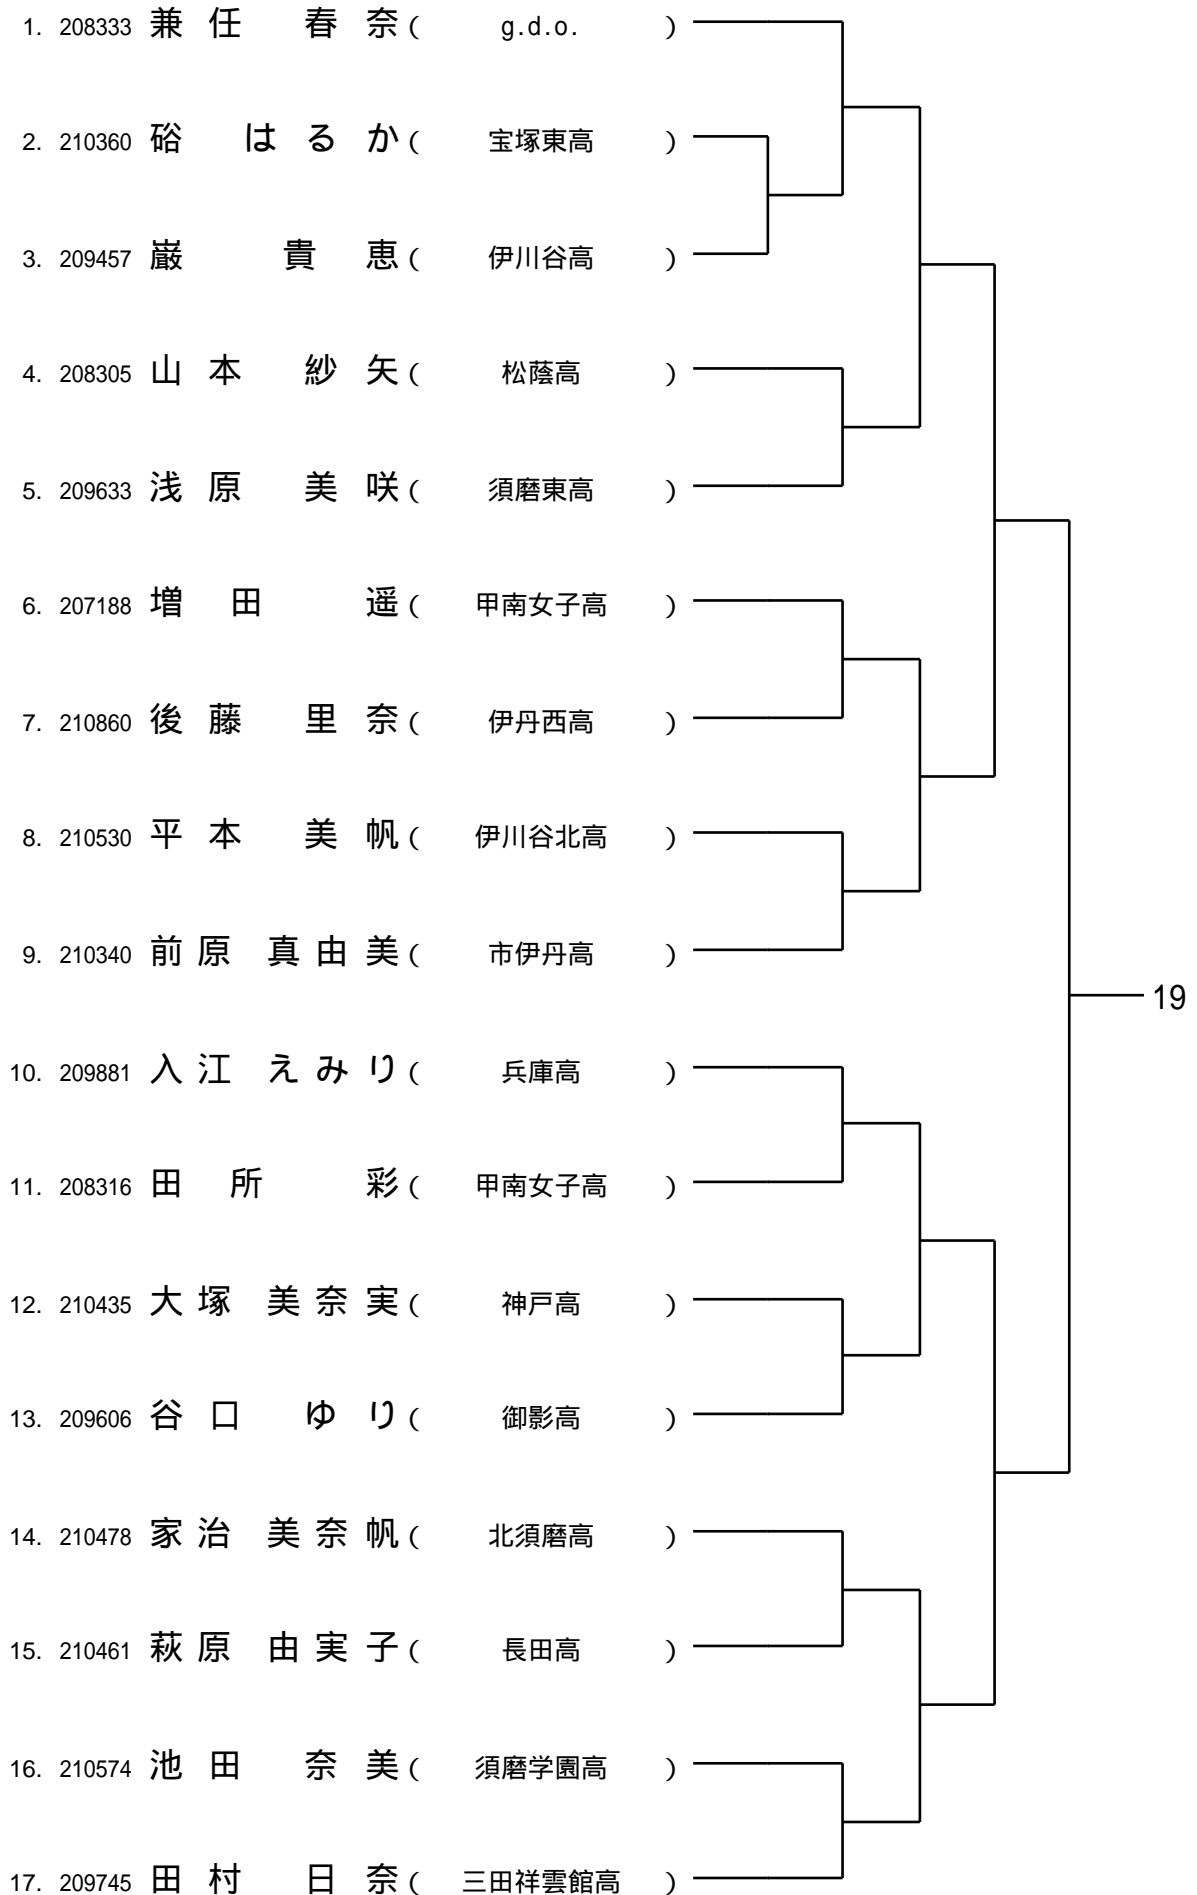 1. 208333 兼任 春奈 ( g.d.o. )
2. 210360 硲 はるか ( 宝塚東高 )
3. 209457 巌 貴恵 ( 伊川谷高 )
4. 208305 山本 紗矢 ( 松蔭高 )
5. 209633 浅原 美咲 ( 須磨東高 )
6. 207188 増田 遥 ( 甲南女子高 )
7. 210860 後藤 里奈 ( 伊丹西高 )
8. 210530 平本 美帆 ( 伊川谷北高 )
9. 210340 前原 真由美 ( 市伊丹高 )
19
10. 209881 入江 えみり ( 兵庫高 )
11. 208316 田所 彩 ( 甲南女子高 )
12. 210435 大塚 美奈実 ( 神戸高 )
13. 209606 谷口 ゆり ( 御影高 )
14. 210478 家治 美奈帆 ( 北須磨高 )
15. 210461 萩原 由実子 ( 長田高 )
16. 210574 池田 奈美 ( 須磨学園高 )
17. 209745 田村 日奈 ( 三田祥雲館高 )